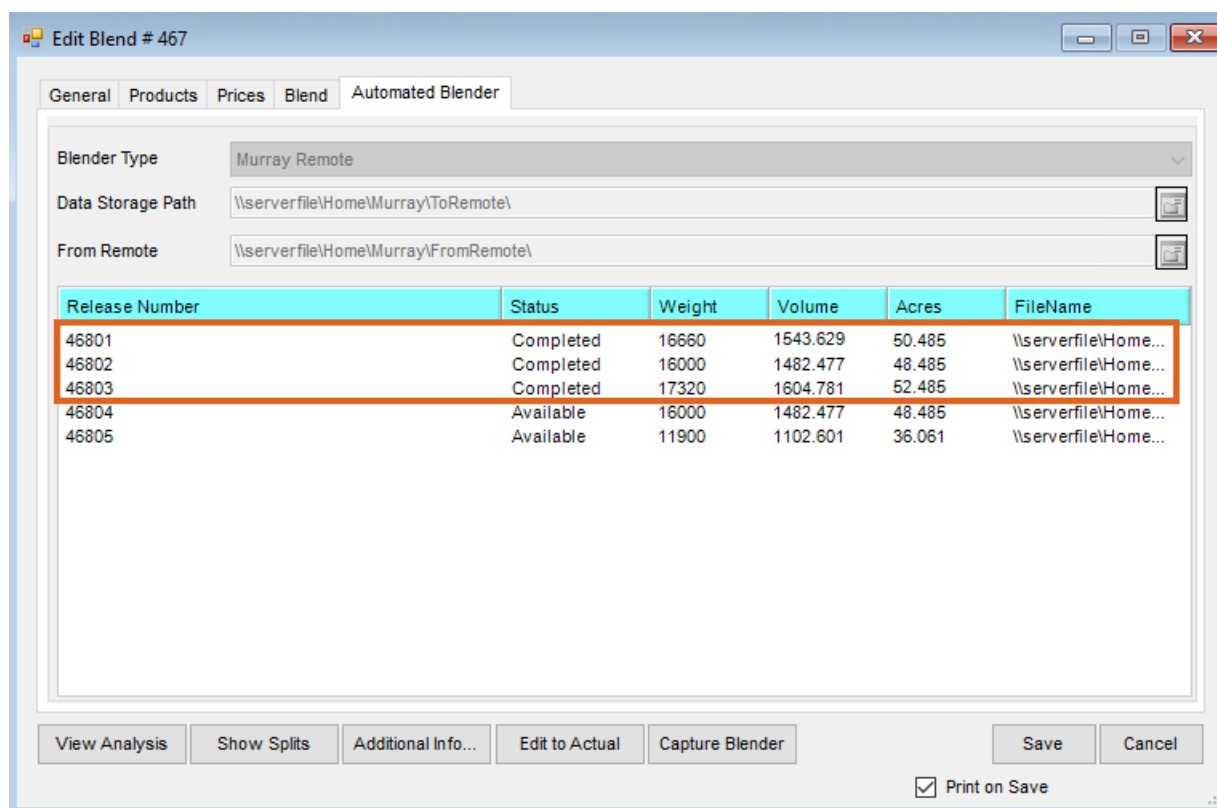 Edit Blend # 467
General Products Prices Blend Automated Blender
Blender Type Murray Remote
Data Storage Path \\serverfile\Home\Murray\ToRemote\
From Remote \\serverfile\Home\Murray\FromRemote\
Release Number Status Weight Volume Acres FileName
46801 Completed 16660 1543.629 50.485 \\serverfile\Home...
46802 Completed 16000 1482.477 48.485 \\serverfile\Home...
46803 Completed 17320 1604.781 52.485 \\serverfile\Home...
46804 Available 16000 1482.477 48.485 \\serverfile\Home...
46805 Available 11900 1102.601 36.061 \\serverfile\Home...
View Analysis Show Splits Additional Info... Edit to Actual Capture Blender Save Cancel
Print on Save